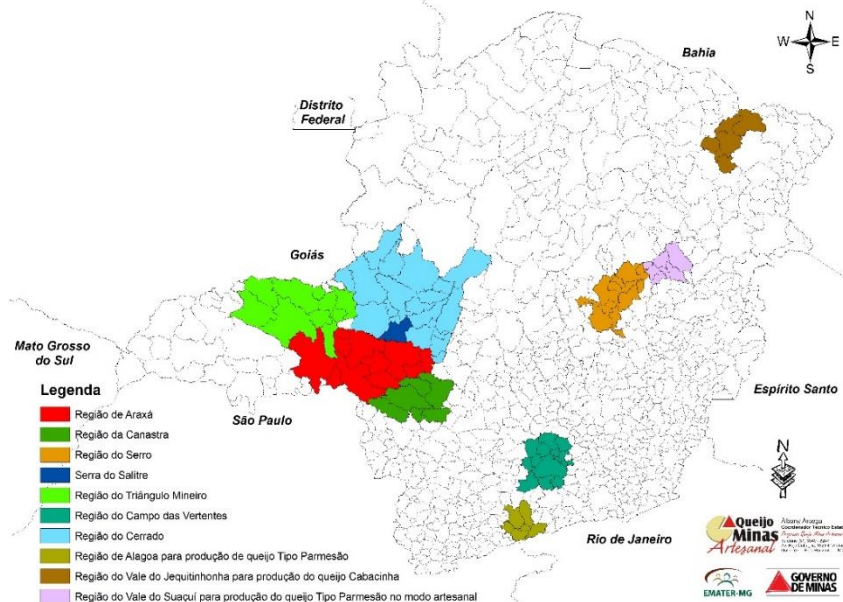 N
W
E
S
Bahia
Distrito
Federal
Goiás
Mato Grosso
do Sul
São Paulo
Espírito Santo
Rio de Janeiro
N
Legenda
Região de Araxá
Região da Canastra
Região do Serro
Serra do Salitre
Região do Triângulo Mineiro
Região do Campo das Vertentes
Região do Cerrado
Região de Alagoa para produção de queijo Tipo Parmesão
Região do Vale do Jequitinhonha para produção do queijo Cabacinha
Região do Vale do Suaçuí para produção do queijo Tipo Parmesão no modo artesanal
Queijo
Minas
Artesanal
EMATER-MG
GOVERNO
DE MINAS